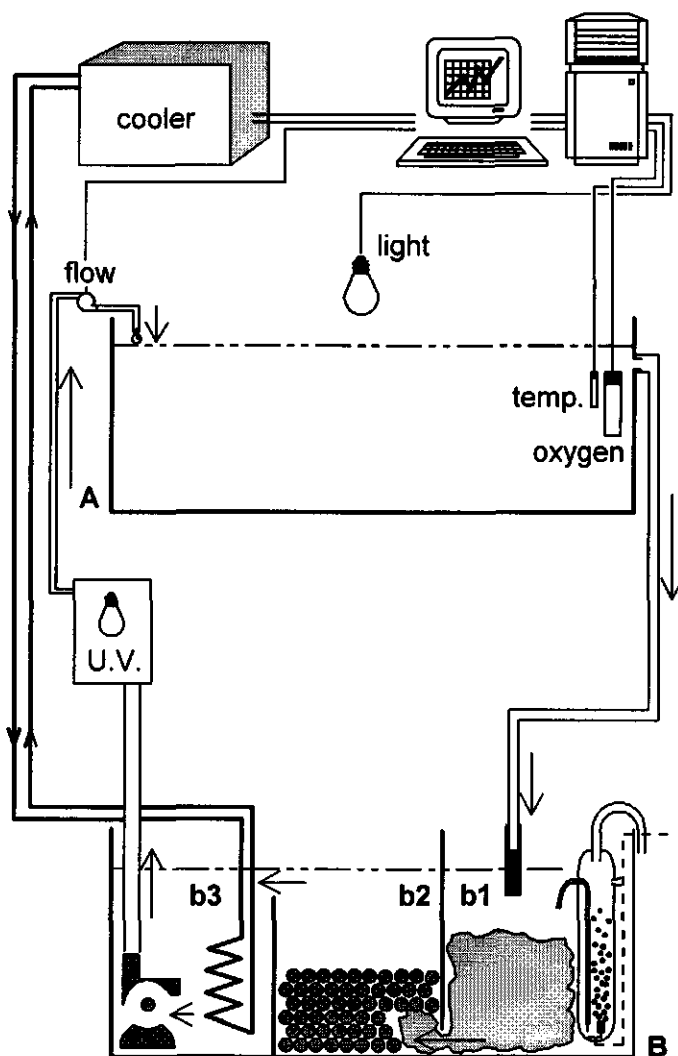 cooler
light
flow
temp.
oxygen
A
U.V.
b3
b2
b1
B